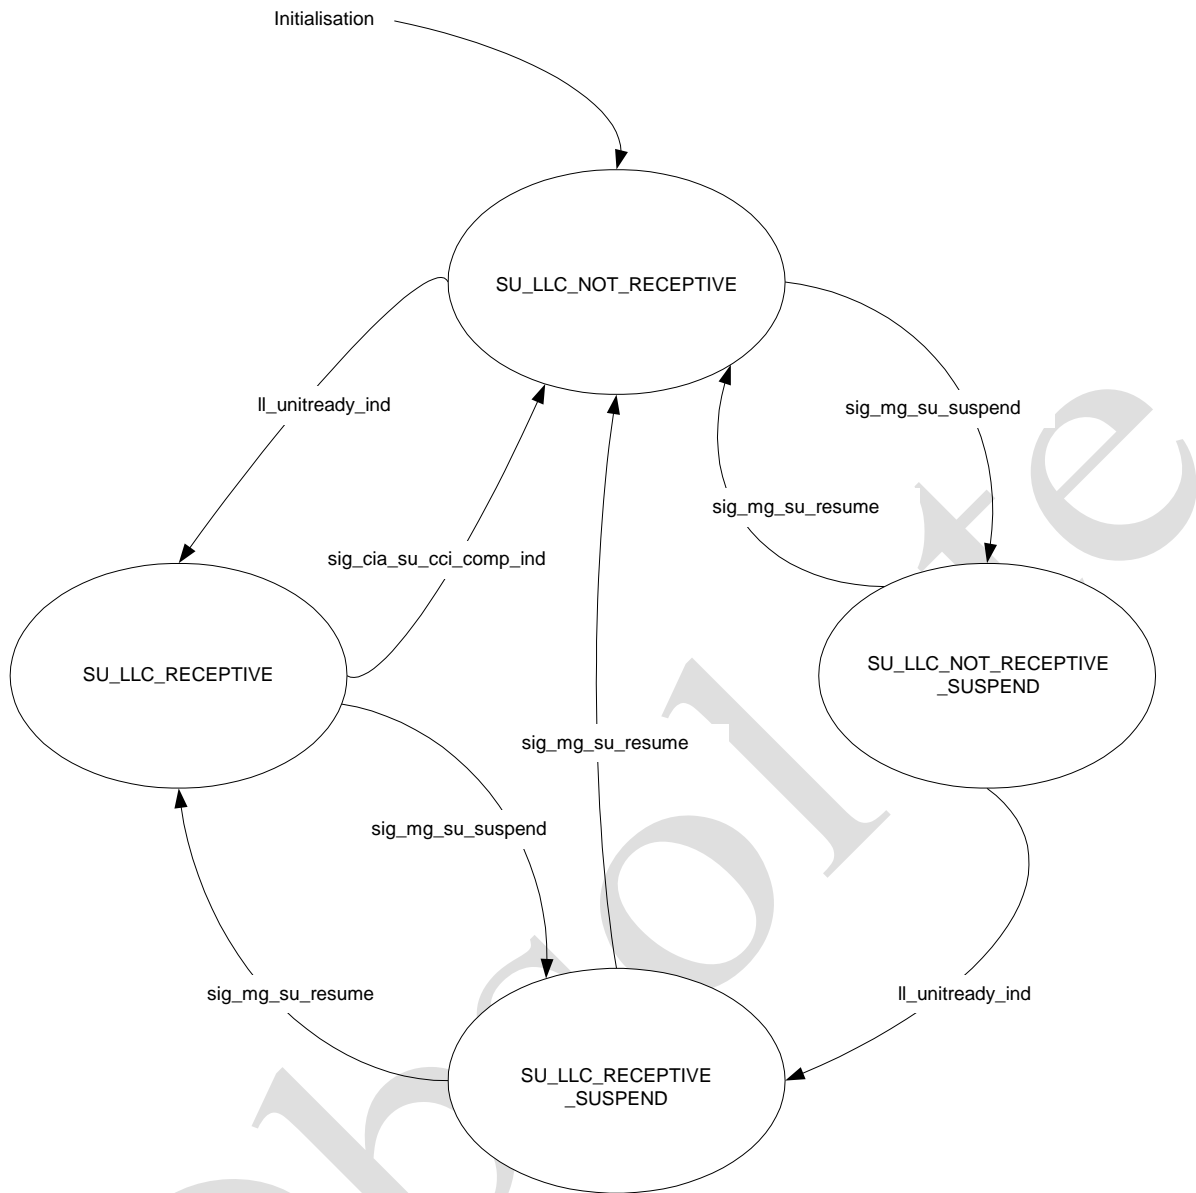 Initialisation
SU_LLC_NOT_RECEPTIVE
ll_unitready_ind
sig_mg_su_suspend
sig_mg_su_resume
sig_cia_su_cci_comp_ind
SU_LLC_RECEPTIVE
SU_LLC_NOT_RECEPTIVE
_SUSPEND
sig_mg_su_resume
sig_mg_su_suspend
sig_mg_su_resume
ll_unitready_ind
SU_LLC_RECEPTIVE
_SUSPEND